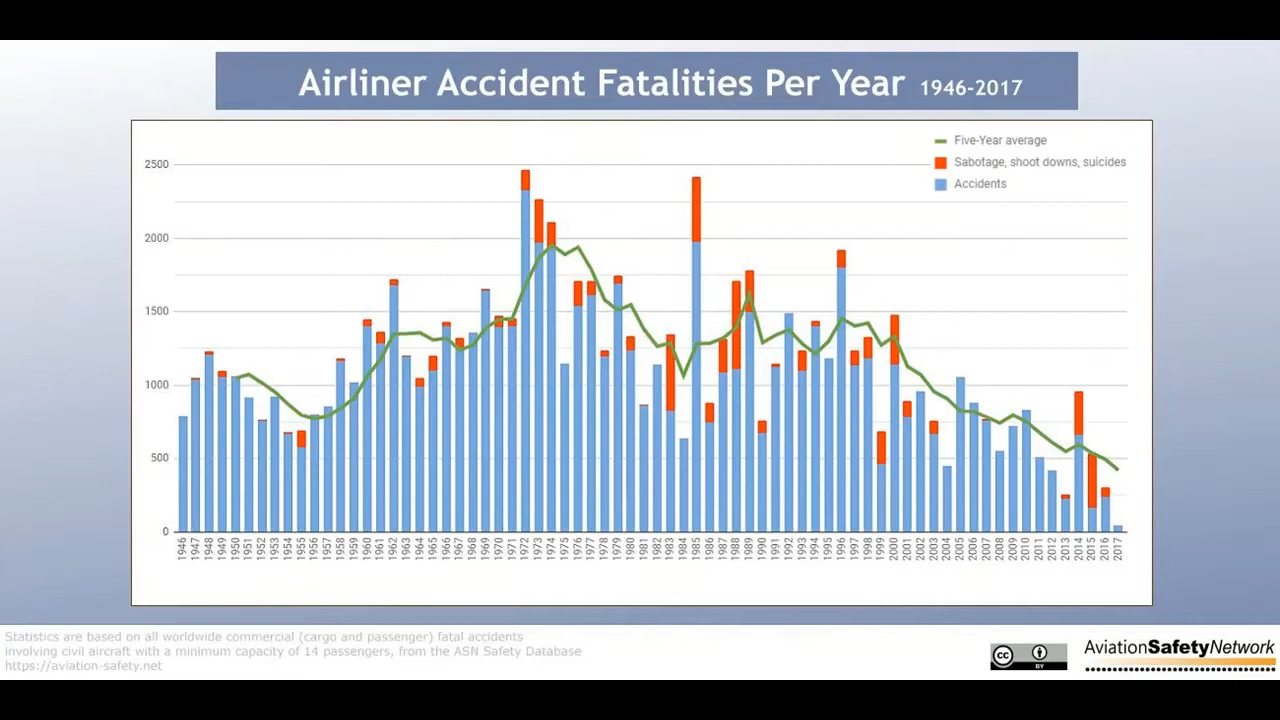 Airliner Accident Fatalities Per Year 1946-2017
Five-Year average
Sabotage, shoot downs, suicides
Accidents
2500
2000
1500
1000
500
0
1946 1947 1948 1949 1950 1951 1952 1953 1954 1955 1956 1957 1958 1959 1960 1961 1962 1963 1964 1965 1966 1967 1968 1969 1970 1971 1972 1973 1974 1975 1976 1977 1978 1979 1980 1981 1982 1983 1984 1985 1986 1987 1988 1989 1990 1991 1992 1993 1994 1995 1996 1997 1998 1999 2000 2001 2002 2003 2004 2005 2006 2007 2008 2009 2010 2011 2012 2013 2014 2015 2016 2017
Statistics are based on all worldwide commercial (cargo and passenger) fatal accidents
involving civil aircraft with a minimum capacity of 14 passengers, from the ASN Safety Database
https://aviation-safety.net
cc
BY
AviationSafetyNetwork